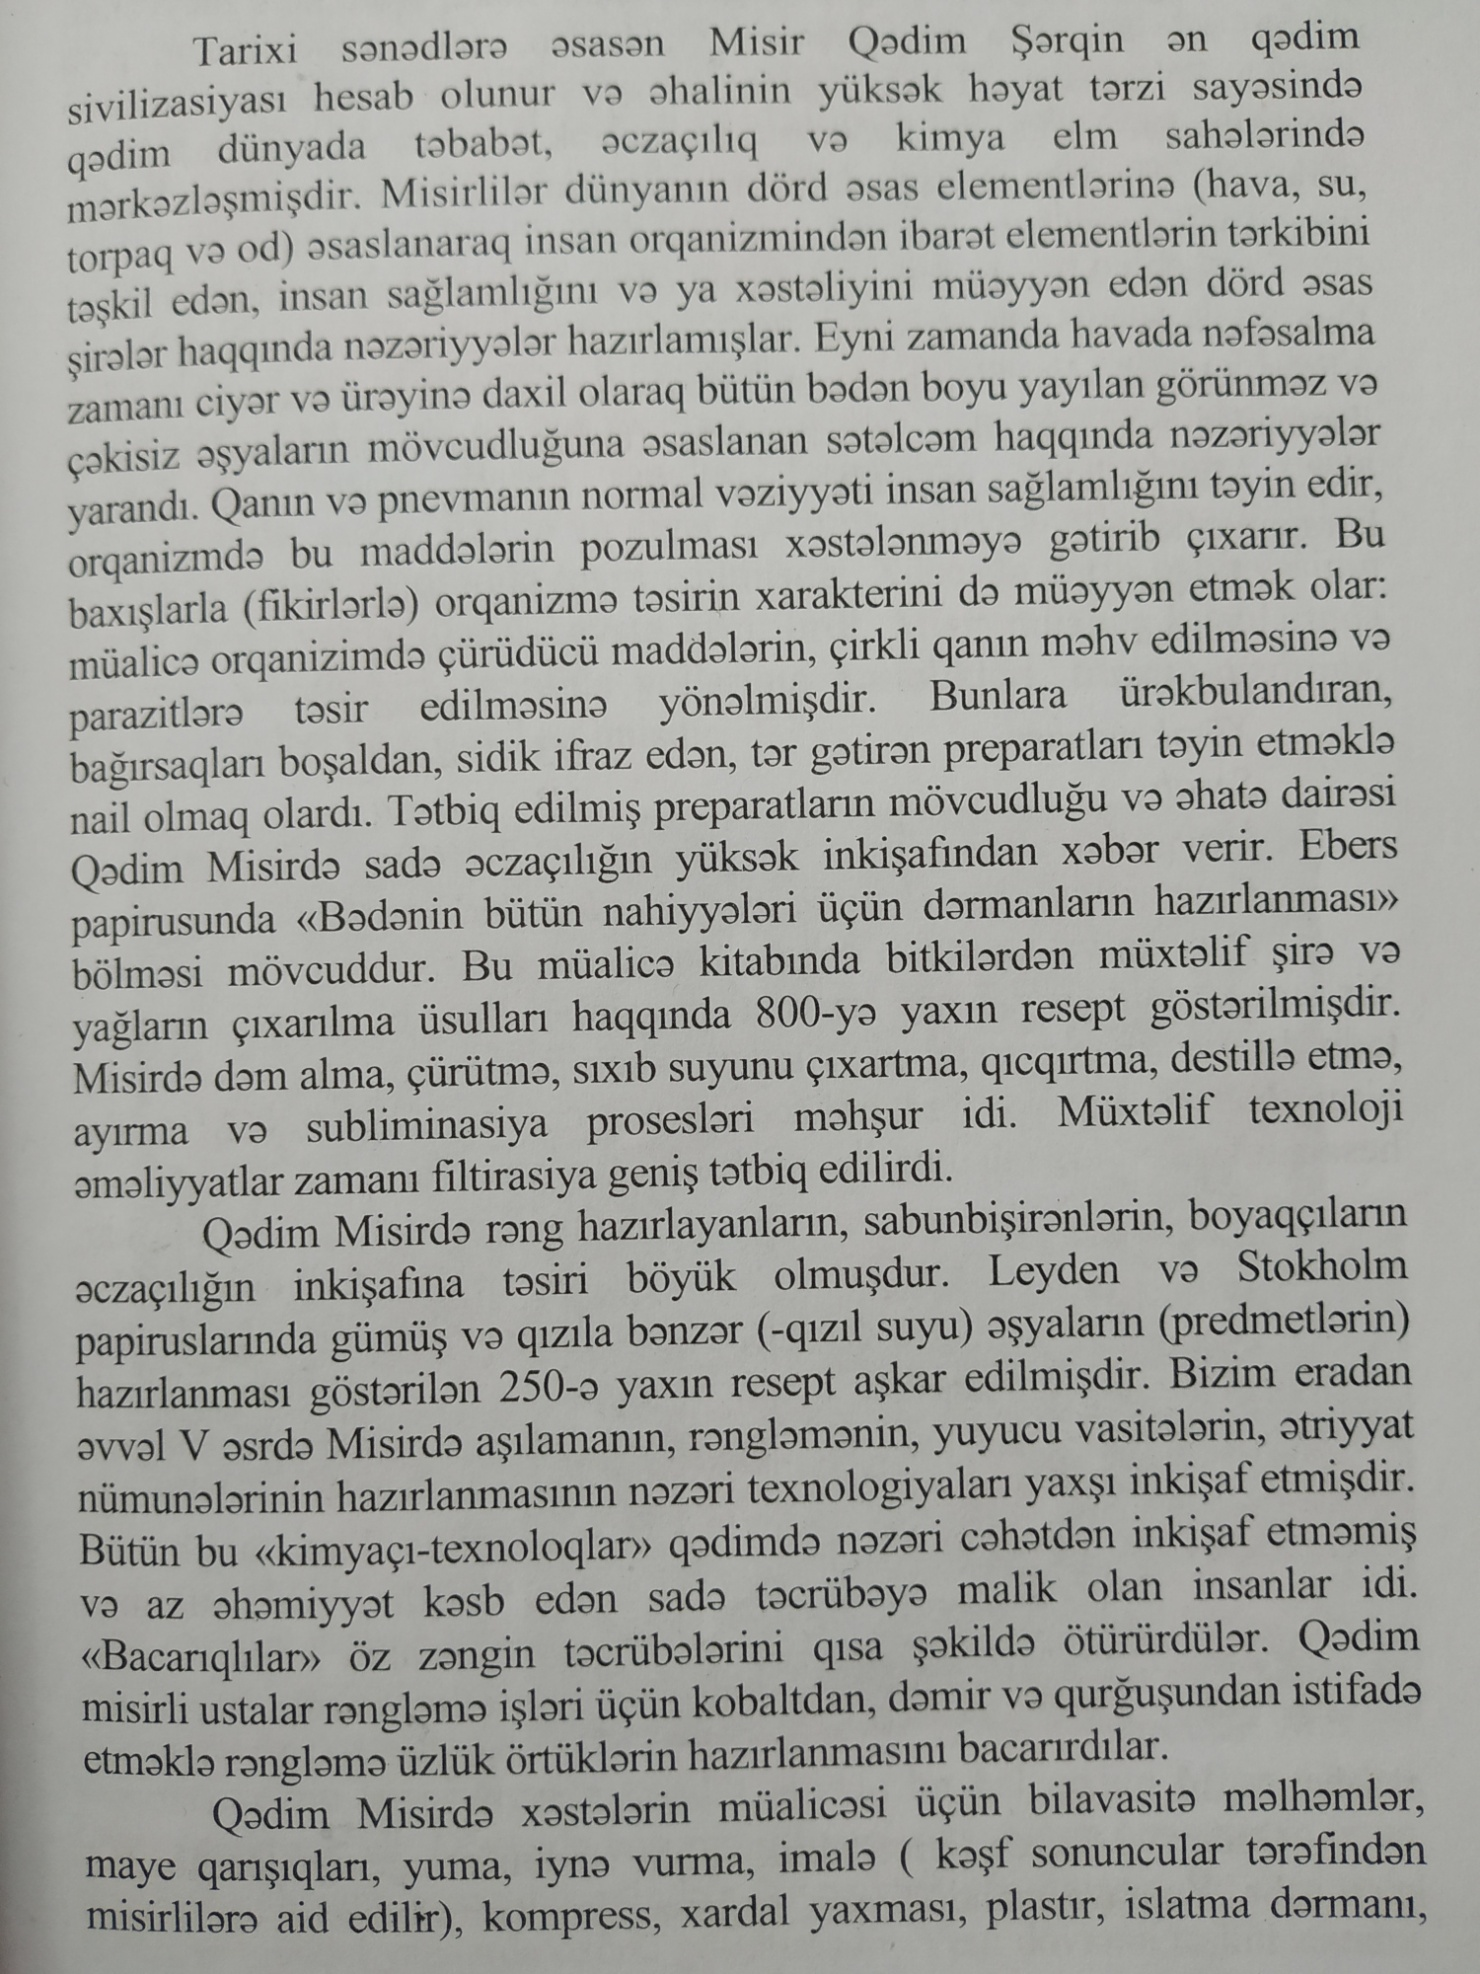 Tarixi sənədlərə əsasən Misir Qədim Şərqin ən qədim
sivilizasiyası hesab olunur və əhalinin yüksək həyat tərzi sayəsində
qədim dünyada təbabət, əczaçılıq və kimya elm sahələrində
mərkəzləşmişdir. Misirlilər dünyanın dörd əsas elementlərinə (hava, su,
torpaq və od) əsaslanaraq insan orqanizmindən ibarət elementlərin tərkibini
təşkil edən, insan sağlamlığını və ya xəstəliyini müəyyən edən dörd əsas
şirələr haqqında nəzəriyyələr hazırlamışlar. Eyni zamanda havada nəfəsalma
zamanı ciyər və ürəyinə daxil olaraq bütün bədən boyu yayılan görünməz və
çəkisiz əşyaların mövcudluğuna əsaslanan sətəlcəm haqqında nəzəriyyələr
yarandı. Qanın və pnevmanın normal vəziyyəti insan sağlamlığını təyin edir,
orqanizmdə bu maddələrin pozulması xəstələnməyə gətirib çıxarır. Bu
baxışlarla (fikirlərlə) orqanizmə təsirin xarakterini də müəyyən etmək olar:
müalicə orqanizimdə çürüdücü maddələrin, çirkli qanın məhv edilməsinə və
parazitlərə təsir edilməsinə yönəlmişdir. Bunlara ürəkbulandıran,
bağırsaqları boşaldan, sidik ifraz edən, tər gətirən preparatları təyin etməklə
nail olmaq olardı. Tətbiq edilmiş preparatların mövcudluğu və əhatə dairəsi
Qədim Misirdə sadə əczaçılığın yüksək inkişafından xəbər verir. Ebers
papirusunda «Bədənin bütün nahiyyələri üçün dərmanların hazırlanması»
bölməsi mövcuddur. Bu müalicə kitabında bitkilərdən müxtəlif şirə və
yağların çıxarılma üsulları haqqında 800-yə yaxın resept göstərilmişdir.
Misirdə dəm alma, çürütmə, sıxıb suyunu çıxartma, qıcqırtma, destillə etmə,
ayırma və subliminasiya prosesləri məhşur idi. Müxtəlif texnoloji
əməliyyatlar zamanı filtirasiya geniş tətbiq edilirdi.
Qədim Misirdə rəng hazırlayanların, sabunbişirənlərin, boyaqçıların
əczaçılığın inkişafına təsiri böyük olmuşdur. Leyden və Stokholm
papiruslarında gümüş və qızıla bənzər (-qızıl suyu) əşyaların (predmetlərin)
hazırlanması göstərilən 250-ə yaxın resept aşkar edilmişdir. Bizim eradan
əvvəl V əsrdə Misirdə aşılamanın, rəngləmənin, yuyucu vasitələrin, ətriyyat
nümunələrinin hazırlanmasının nəzəri texnologiyaları yaxşı inkişaf etmişdir.
Bütün bu «kimyaçı-texnoloqlar» qədimdə nəzəri cəhətdən inkişaf etməmiş
və az əhəmiyyət kəsb edən sadə təcrübəyə malik olan insanlar idi.
«Bacarıqlılar» öz zəngin təcrübələrini qısa şəkildə ötürürdülər. Qədim
misirli ustalar rəngləmə işləri üçün kobaltdan, dəmir və qurğuşundan istifadə
etməklə rəngləmə üzlük örtüklərin hazırlanmasını bacarırdılar.
Qədim Misirdə xəstələrin müalicəsi üçün bilavasitə məlhəmlər,
maye qarışıqları, yuma, iynə vurma, imalə ( kəşf sonuncular tərəfindən
misirlilərə aid edilir), kompress, xardal yaxması, plastır, islatma dərmanı,